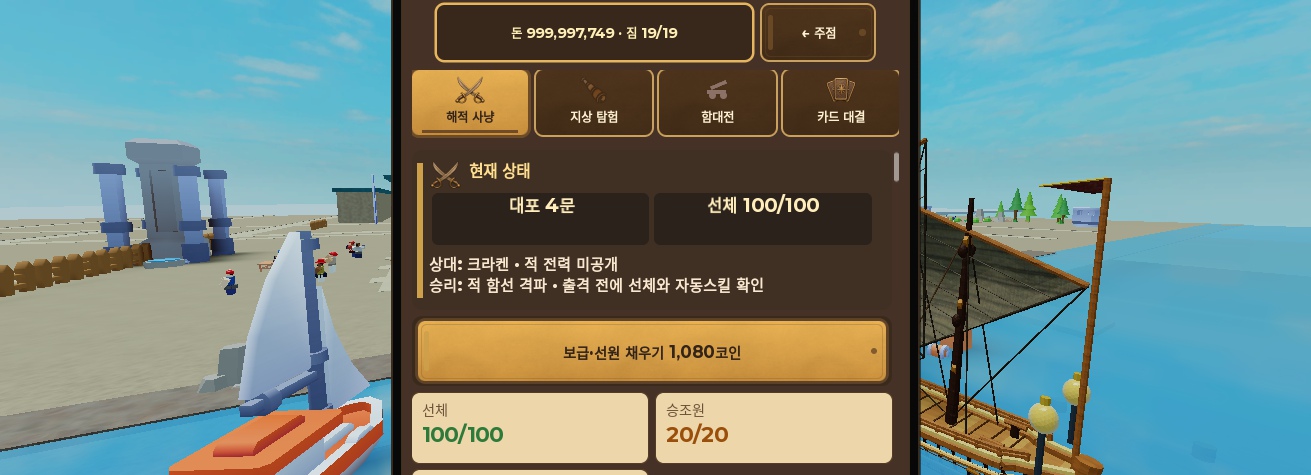 돈 999,997,749 · 짐 19/19
← 주점
해적 사냥
지상 탐험
함대전
카드 대결
현재 상태
대포 4문
선체 100/100
상대: 크라켄 • 적 전력 미공개
승리: 적 함선 격파 • 출격 전에 선체와 자동스킬 확인
보급·선원 채우기 1,080코인
선체
100/100
승조원
20/20